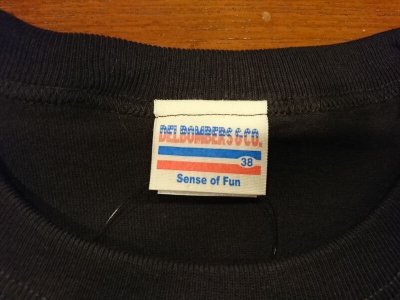 DELBOMBERS & CO.
38
Sense of Fun